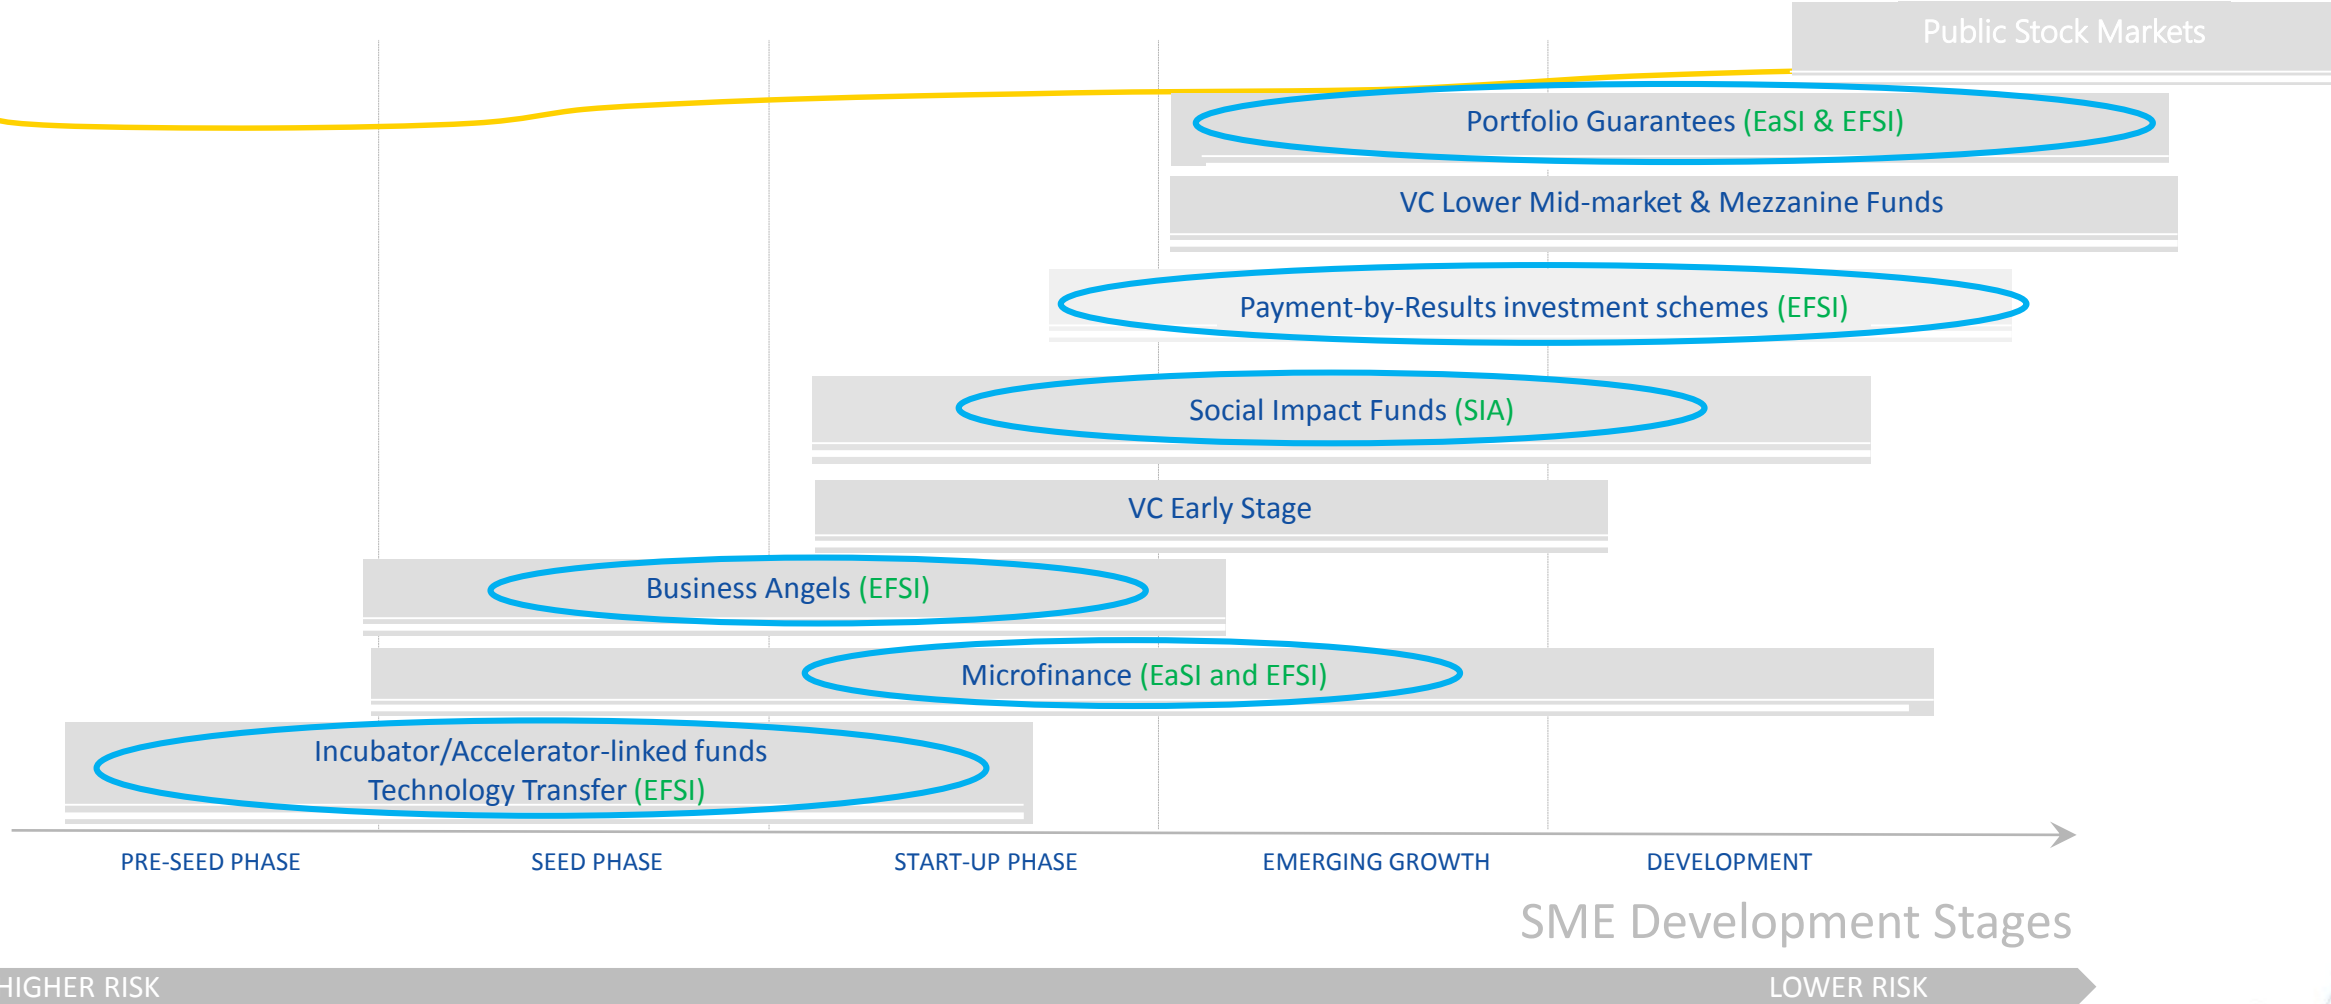 Public Stock Markets
Portfolio Guarantees (EaSI & EFSI)
VC Lower Mid-market & Mezzanine Funds
Payment-by-Results investment schemes (EFSI)
Social Impact Funds (SIA)
VC Early Stage
Business Angels (EFSI)
Microfinance (EaSI and EFSI)
Incubator/Accelerator-linked funds
Technology Transfer (EFSI)
PRE-SEED PHASE SEED PHASE START-UP PHASE EMERGING GROWTH DEVELOPMENT
SME Development Stages
HIGHER RISK LOWER RISK